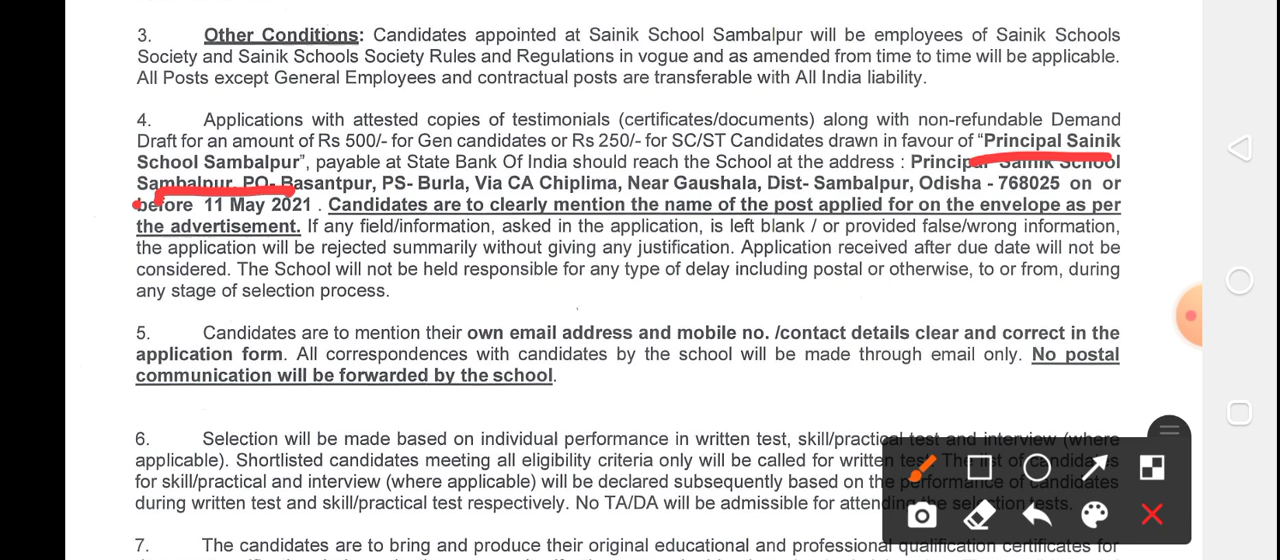 3. Other Conditions: Candidates appointed at Sainik School Sambalpur will be employees of Sainik Schools
Society and Sainik Schools Society Rules and Regulations in vogue and as amended from time to time will be applicable.
All Posts except General Employees and contractual posts are transferable with All India liability.
4. Applications with attested copies of testimonials (certificates/documents) along with non-refundable Demand
Draft for an amount of Rs 500/- for Gen candidates or Rs 250/- for SC/ST Candidates drawn in favour of “Principal Sainik
School Sambalpur”, payable at State Bank Of India should reach the School at the address : Principal Sainik School
Sambalpur, PO- Basantpur, PS- Burla, Via CA Chiplima, Near Gaushala, Dist- Sambalpur, Odisha - 768025 on or
before 11 May 2021 . Candidates are to clearly mention the name of the post applied for on the envelope as per
the advertisement. If any field/information, asked in the application, is left blank / or provided false/wrong information,
the application will be rejected summarily without giving any justification. Application received after due date will not be
considered. The School will not be held responsible for any type of delay including postal or otherwise, to or from, during
any stage of selection process.
5. Candidates are to mention their own email address and mobile no. /contact details clear and correct in the
application form. All correspondences with candidates by the school will be made through email only. No postal
communication will be forwarded by the school.
6. Selection will be made based on individual performance in written test, skill/practical test and interview (where
applicable). Shortlisted candidates meeting all eligibility criteria only will be called for written test. The list of candidates
for skill/practical and interview (where applicable) will be declared subsequently based on the performance of candidates
during written test and skill/practical test respectively. No TA/DA will be admissible for attending the selection tests.
7. The candidates are to bring and produce their original educational and professional qualification certificates for